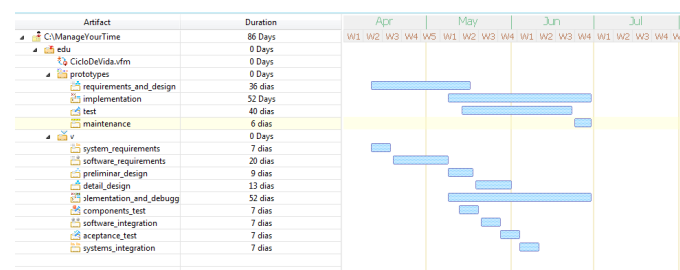 Artifact Duration Apr May Jun Jul
W1 W2 W3 W4 W5 W1 W2 W3 W4 W1 W2 W3 W4 W1 W2 W3 W4
C:\ManageYourTime 86 Days
edu 0 Days
CicloDeVida.vfm 0 Days
prototypes 0 Days
requirements_and_design 36 dias
implementation 52 Days
test 40 dias
maintenance 6 dias
v 0 Days
system_requirements 7 dias
software_requirements 20 dias
preliminar_design 9 dias
detail_design 13 dias
plementation_and_debugg 52 dias
components_test 7 dias
software_integration 7 dias
aceptance_test 7 dias
systems_integration 7 dias